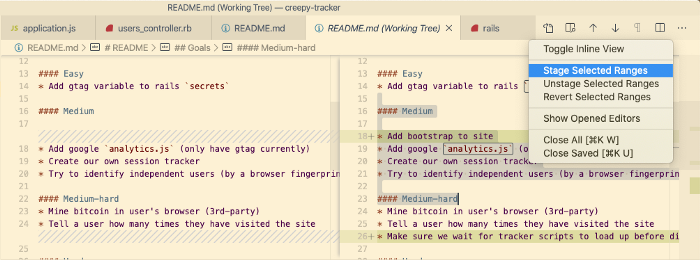 README.md (Working Tree) — creepy-tracker
application.js
users_controller.rb
README.md
README.md (Working Tree)
rails
README.md > # README > ## Goals > #### Medium-hard
12
13 #### Easy
14 * Add gtag variable to rails `secrets`
15
16 #### Medium
17
18 * Add google `analytics.js` (only have gtag currently)
19 * Create our own session tracker
20 * Try to identify independent users (by a browser fingerprin
21
22 #### Medium-hard
23 * Mine bitcoin in user's browser (3rd-party)
24 * Tell a user how many times they have visited the site
25
12
13 #### Easy
14 * Add gtag variable to rails
15
16 #### Medium
17
18+ * Add bootstrap to site
19 * Add google `analytics.js` (o
20 * Create our own session tracker
21 * Try to identify independent users (by a browser fingerprin
22
23 #### Medium-hard
24 * Mine bitcoin in user's browser (3rd-party)
25 * Tell a user how many times they have visited the site
26+ * Make sure we wait for tracker scripts to load up before di
27
Toggle Inline View
Stage Selected Ranges
Unstage Selected Ranges
Revert Selected Ranges
Show Opened Editors
Close All [⌘K W]
Close Saved [⌘K U]